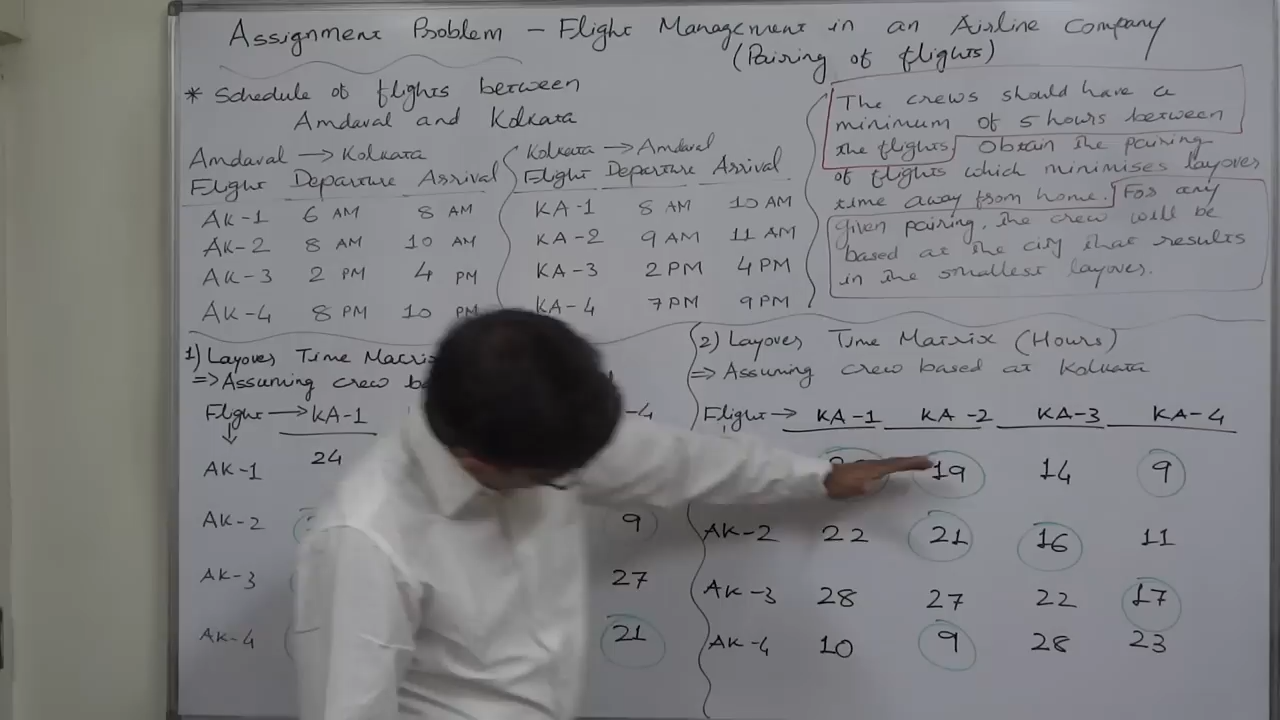 Assignment Problem – Flight Management in an Airline Company
(Pairing of flights)
* Schedule of flights between
Amdaval and Kolkata
Amdaval → Kolkata
Flight Departure Arrival
AK-1 6 AM 8 AM
AK-2 8 AM 10 AM
AK-3 2 PM 4 PM
AK-4 8 PM 10 PM
Kolkata → Amdaval
Flight Departure Arrival
KA-1 8 AM 10 AM
KA-2 9 AM 11 AM
KA-3 2 PM 4 PM
KA-4 7 PM 9 PM
The crews should have a
minimum of 5 hours between
the flights. Obtain the pairing
of flights which minimises layover
time away from home. For any
given pairing, the crew will be
based at the city that results
in the smallest layover.
1) Layover Time Matrix
⇒ Assuming crew
Flight → KA-1 -4
AK-1 24
AK-2 9
AK-3 27
AK-4 21
(2) Layover Time Matrix (Hours)
⇒ Assuming crew based at Kolkata
Flight → KA-1 KA-2 KA-3 KA-4
19 14 9
AK-2 22 21 16 11
AK-3 28 27 22 17
AK-4 10 9 28 23